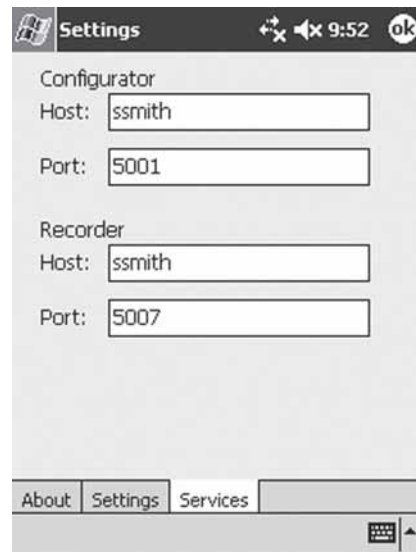 Settings 9:52 ok
Configurator
Host: ssmith
Port: 5001
Recorder
Host: ssmith
Port: 5007
About Settings Services